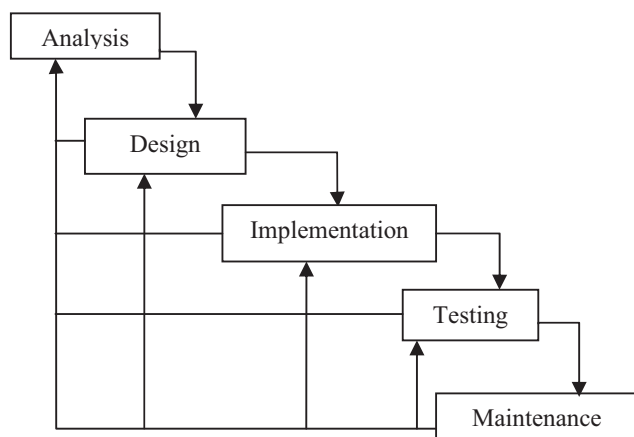 Analysis
Design
Implementation
Testing
Maintenance